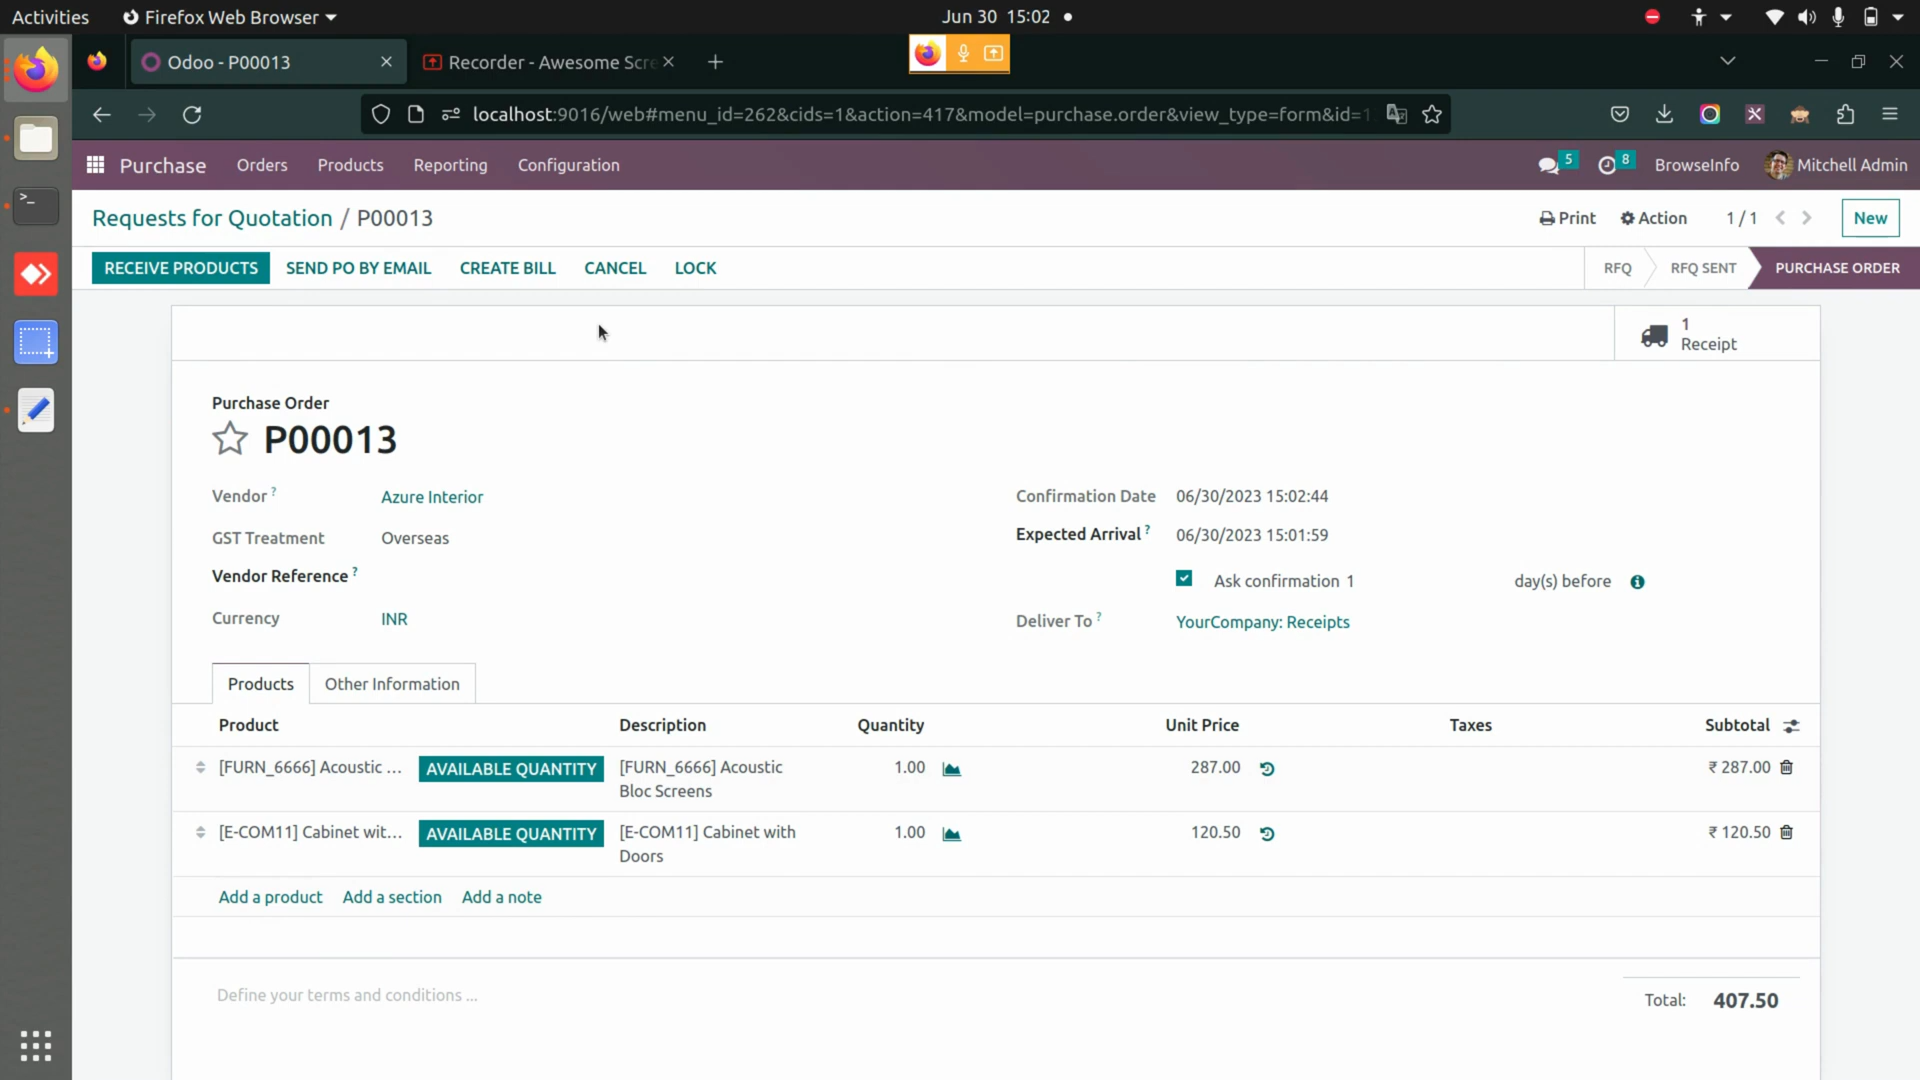 Activities Firefox Web Browser Jun 30 15:02
Odoo - P00013 Recorder - Awesome Scre
localhost:9016/web#menu_id=262&cids=1&action=417&model=purchase.order&view_type=form&id=1
Purchase Orders Products Reporting Configuration 5 8 BrowseInfo Mitchell Admin
Requests for Quotation / P00013 Print Action 1 / 1 New
RECEIVE PRODUCTS SEND PO BY EMAIL CREATE BILL CANCEL LOCK RFQ RFQ SENT PURCHASE ORDER
1
Receipt
Purchase Order
P00013
Vendor ? Azure Interior Confirmation Date 06/30/2023 15:02:44
GST Treatment Overseas Expected Arrival ? 06/30/2023 15:01:59
Vendor Reference ? Ask confirmation 1 day(s) before
Currency INR Deliver To ? YourCompany: Receipts
Products Other Information
Product Description Quantity Unit Price Taxes Subtotal
[FURN_6666] Acoustic ... AVAILABLE QUANTITY [FURN_6666] Acoustic 1.00 287.00 ₹ 287.00
Bloc Screens
[E-COM11] Cabinet wit... AVAILABLE QUANTITY [E-COM11] Cabinet with 1.00 120.50 ₹ 120.50
Doors
Add a product Add a section Add a note
Define your terms and conditions ... Total: 407.50